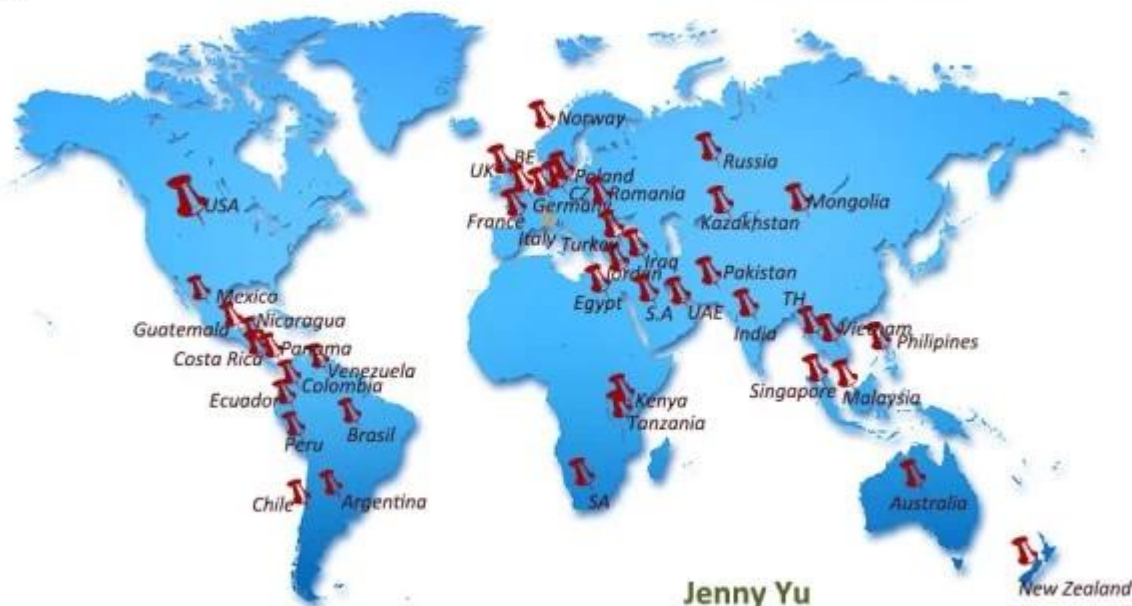 Norway
Russia
UK
BE
Poland
CZ
Romania
USA
France
Germany
Kazakhstan
Mongolia
Italy
Turkey
Iraq
Jordan
Pakistan
Egypt
S.A
UAE
India
TH
Vietnam
Philipines
Mexico
Guatemala
Nicaragua
Costa Rica
Panama
Venezuela
Colombia
Ecuador
Singapore
Malaysia
Kenya
Tanzania
Peru
Brasil
Chile
Argentina
SA
Australia
New Zealand
Jenny Yu